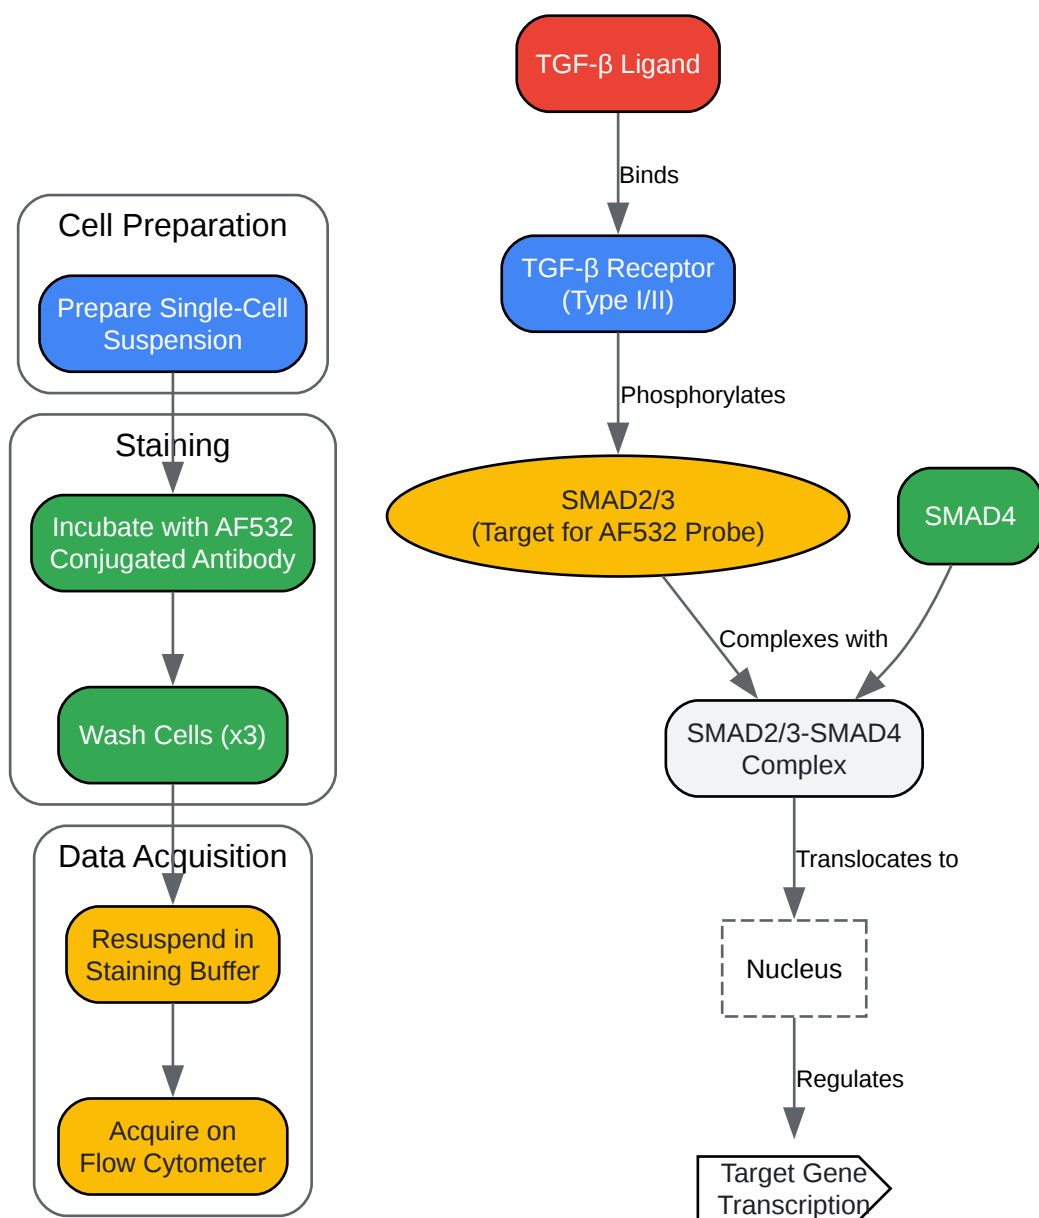 Cell Preparation
Prepare Single-Cell
Suspension
Staining
Incubate with AF532
Conjugated Antibody
Wash Cells (x3)
Data Acquisition
Resuspend in
Staining Buffer
Acquire on
Flow Cytometer
TGF-β Ligand
Binds
TGF-β Receptor
(Type I/II)
Phosphorylates
SMAD2/3
(Target for AF532 Probe)
SMAD4
Complexes with
SMAD2/3-SMAD4
Complex
Translocates to
Nucleus
Regulates
Target Gene
Transcription